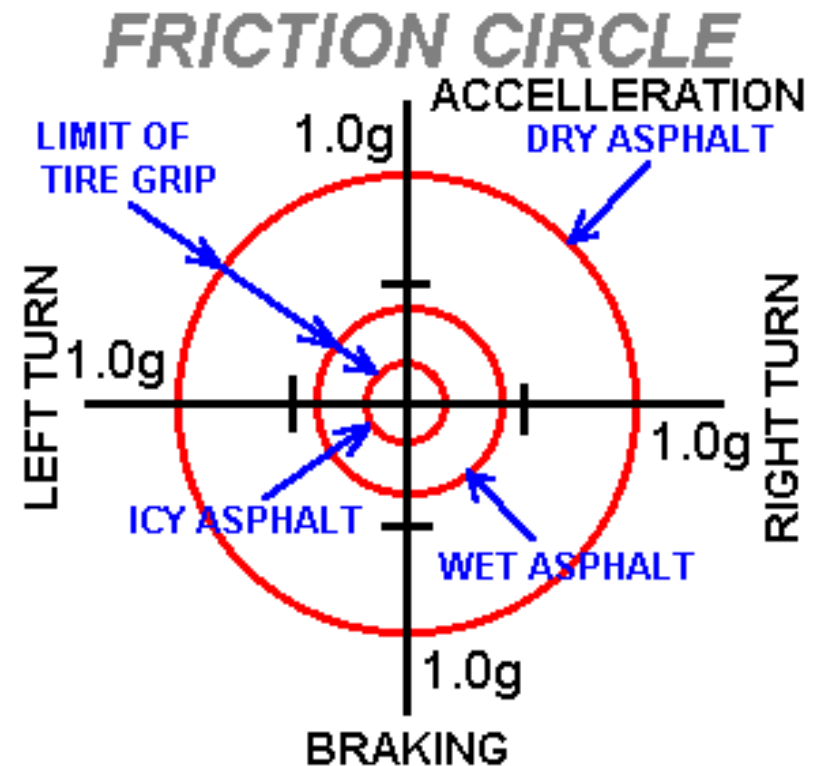 FRICTION CIRCLE
ACCELLERATION
LIMIT OF
TIRE GRIP
1.0g
DRY ASPHALT
LEFT TURN
1.0g
RIGHT TURN
1.0g
ICY ASPHALT
WET ASPHALT
1.0g
BRAKING